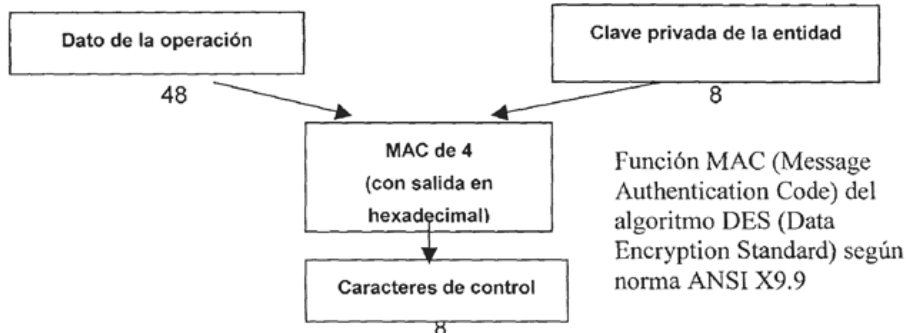 Dato de la operación
Clave privada de la entidad
48
8
MAC de 4
(con salida en
hexadecimal)
Función MAC (Message
Authentication Code) del
algoritmo DES (Data
Encryption Standard) según
norma ANSI X9.9
Caracteres de control
8